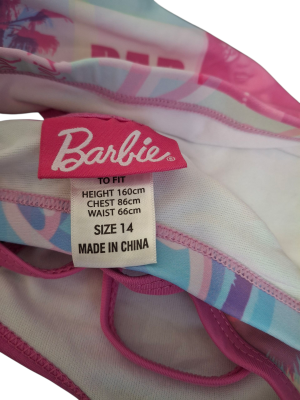 Barbie
TO FIT
HEIGHT 160cm
CHEST 86cm
WAIST 66cm
SIZE 14
MADE IN CHINA